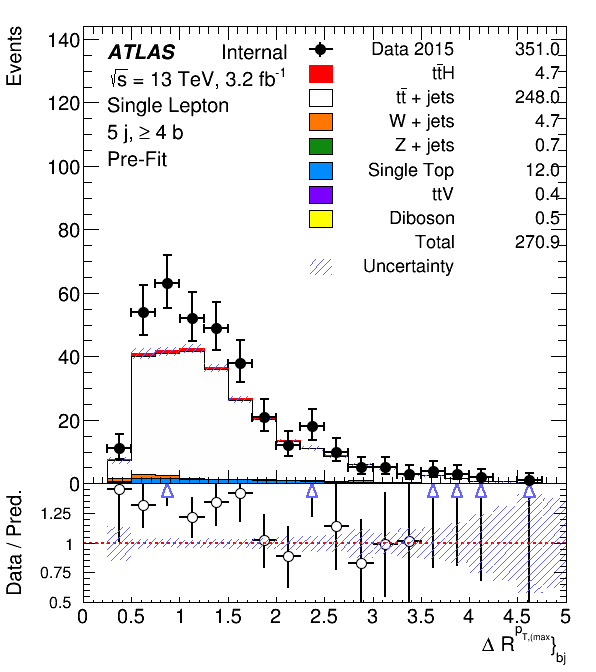 Events
140
120
100
80
60
40
20
0
ATLAS Internal
√s = 13 TeV, 3.2 fb⁻¹
Single Lepton
5 j, ≥ 4 b
Pre-Fit
Data 2015 351.0
tt̄H 4.7
tt̄ + jets 248.0
W + jets 4.7
Z + jets 0.7
Single Top 12.0
ttV 0.4
Diboson 0.5
Total 270.9
Uncertainty
Data / Pred.
1.25
1
0.75
0.5
0 0.5 1 1.5 2 2.5 3 3.5 4 4.5 5
Δ R^{p_{T,(max}}}_{bj}